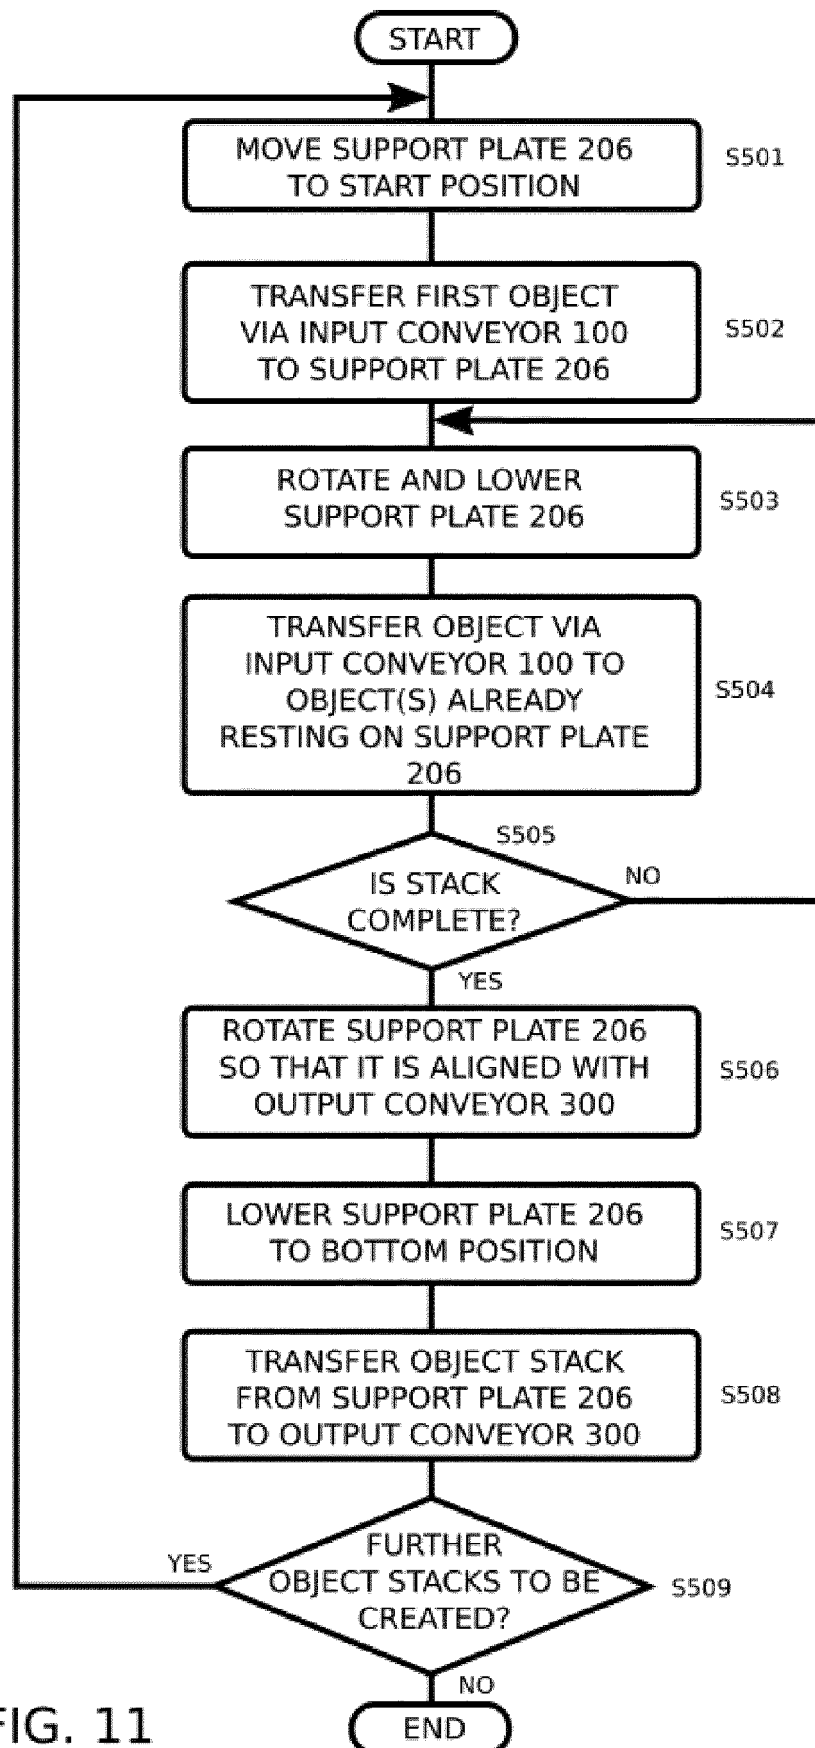 START
MOVE SUPPORT PLATE 206
TO START POSITION
S501
TRANSFER FIRST OBJECT
VIA INPUT CONVEYOR 100
TO SUPPORT PLATE 206
S502
ROTATE AND LOWER
SUPPORT PLATE 206
S503
TRANSFER OBJECT VIA
INPUT CONVEYOR 100 TO
OBJECT(S) ALREADY
RESTING ON SUPPORT PLATE
206
S504
S505
IS STACK
COMPLETE?
NO
YES
ROTATE SUPPORT PLATE 206
SO THAT IT IS ALIGNED WITH
OUTPUT CONVEYOR 300
S506
LOWER SUPPORT PLATE 206
TO BOTTOM POSITION
S507
TRANSFER OBJECT STACK
FROM SUPPORT PLATE 206
TO OUTPUT CONVEYOR 300
S508
YES
FURTHER
OBJECT STACKS TO BE
CREATED?
S509
NO
END
FIG. 11